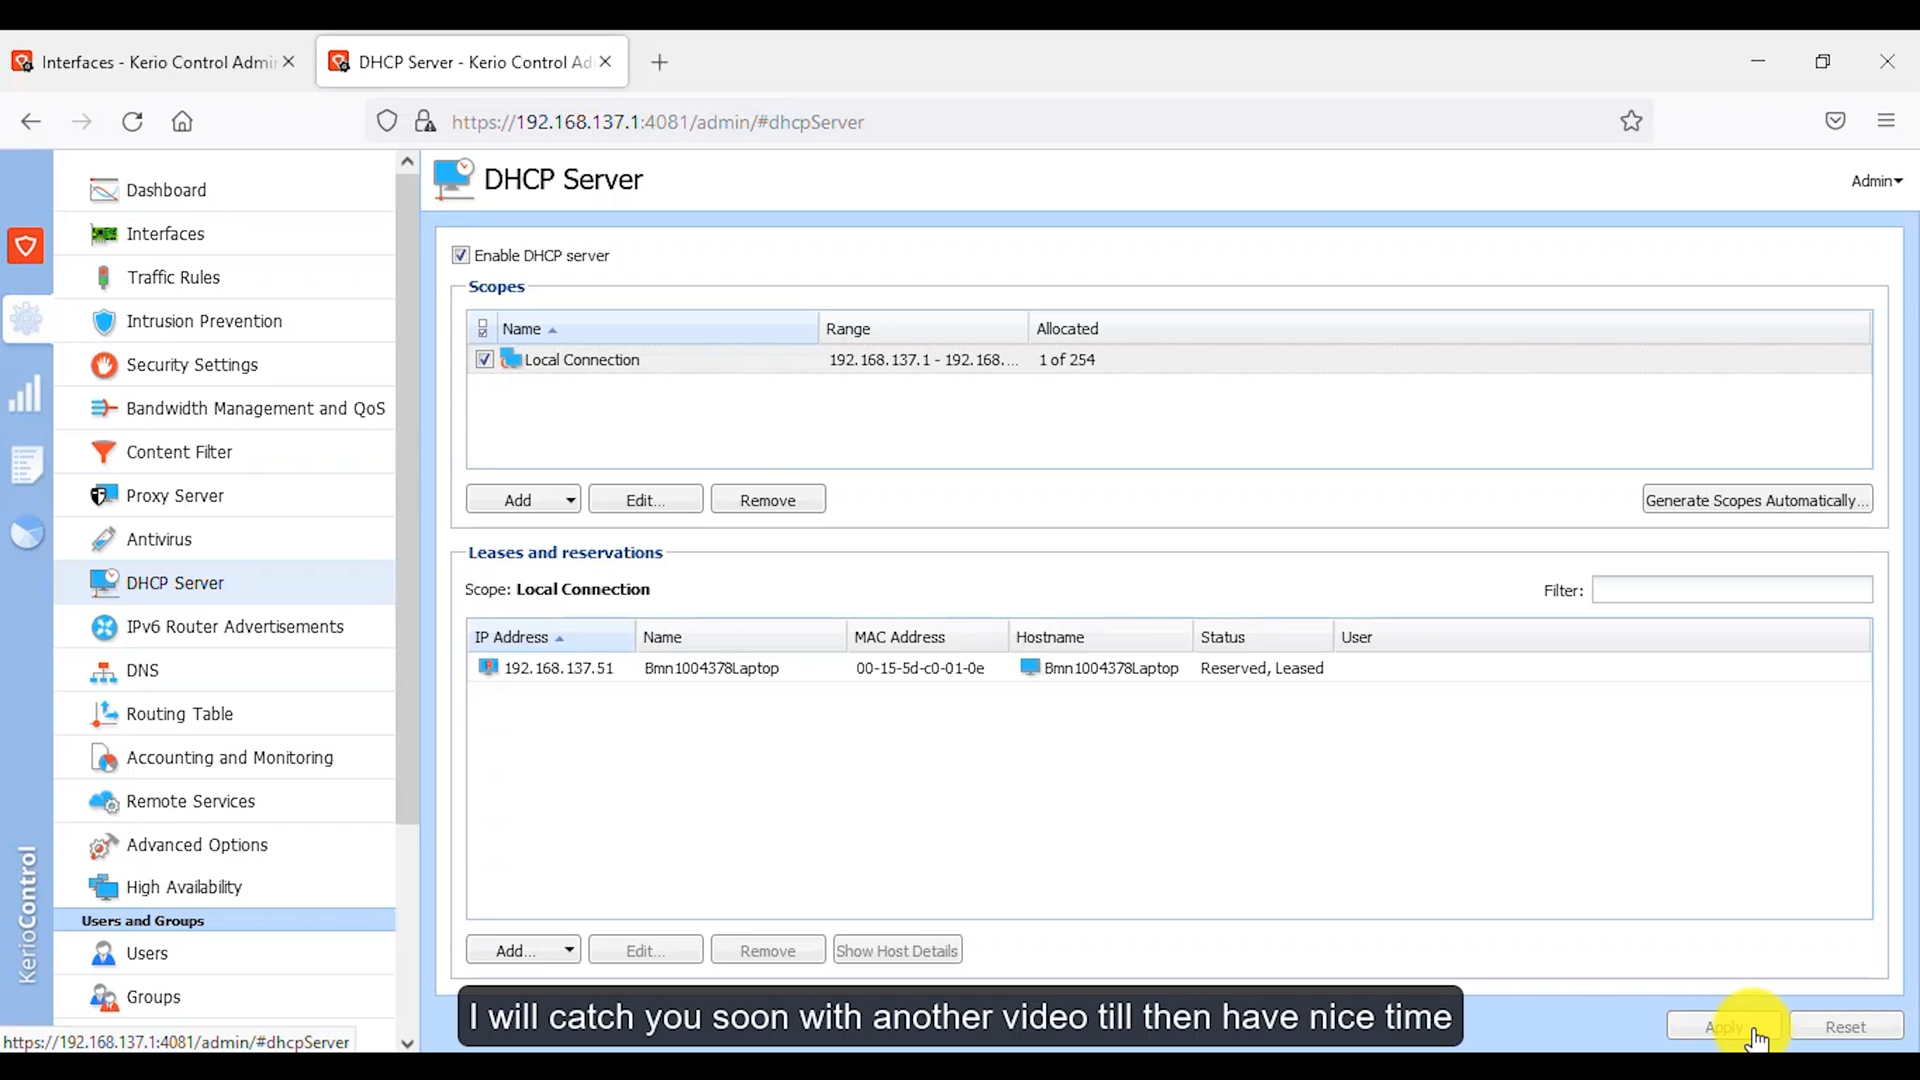 Interfaces - Kerio Control Admi
DHCP Server - Kerio Control Ad
https://192.168.137.1:4081/admin/#dhcpServer
Dashboard
Interfaces
Traffic Rules
Intrusion Prevention
Security Settings
Bandwidth Management and QoS
Content Filter
Proxy Server
Antivirus
DHCP Server
IPv6 Router Advertisements
DNS
Routing Table
Accounting and Monitoring
Remote Services
Advanced Options
High Availability
Users and Groups
Users
Groups
KerioControl
https://192.168.137.1:4081/admin/#dhcpServer
DHCP Server
Admin
Enable DHCP server
Scopes
Name Range Allocated
Local Connection 192.168.137.1 - 192.168.... 1 of 254
Add Edit... Remove Generate Scopes Automatically...
Leases and reservations
Scope: Local Connection Filter:
IP Address Name MAC Address Hostname Status User
192.168.137.51 Bmn1004378Laptop 00-15-5d-c0-01-0e Bmn1004378Laptop Reserved, Leased
Add... Edit... Remove Show Host Details
I will catch you soon with another video till then have nice time
Apply Reset